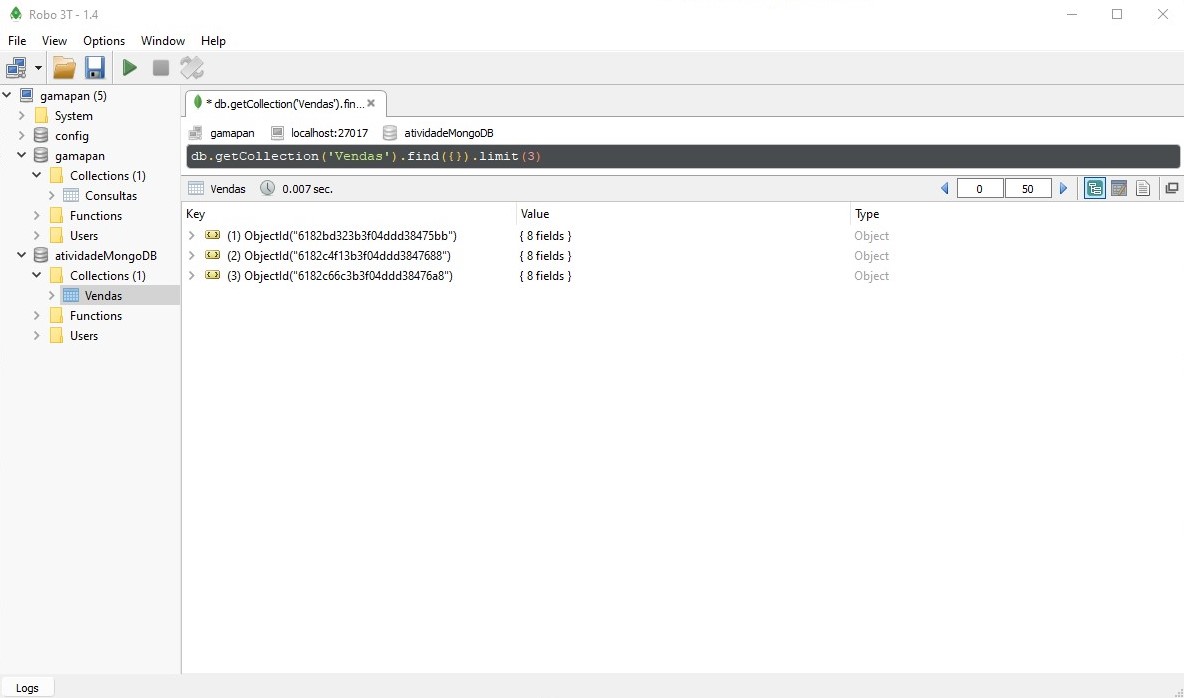 Robo 3T - 1.4
File View Options Window Help
gamapan (5)
System
config
gamapan
Collections (1)
Consultas
Functions
Users
atividadeMongoDB
Collections (1)
Vendas
Functions
Users
* db.getCollection('Vendas').fin...
gamapan localhost:27017 atividadeMongoDB
db.getCollection('Vendas').find({}).limit(3)
Vendas 0.007 sec. 0 50
Key Value Type
(1) ObjectId("6182bd323b3f04ddd38475bb") { 8 fields } Object
(2) ObjectId("6182c4f13b3f04ddd3847688") { 8 fields } Object
(3) ObjectId("6182c66c3b3f04ddd38476a8") { 8 fields } Object
Logs